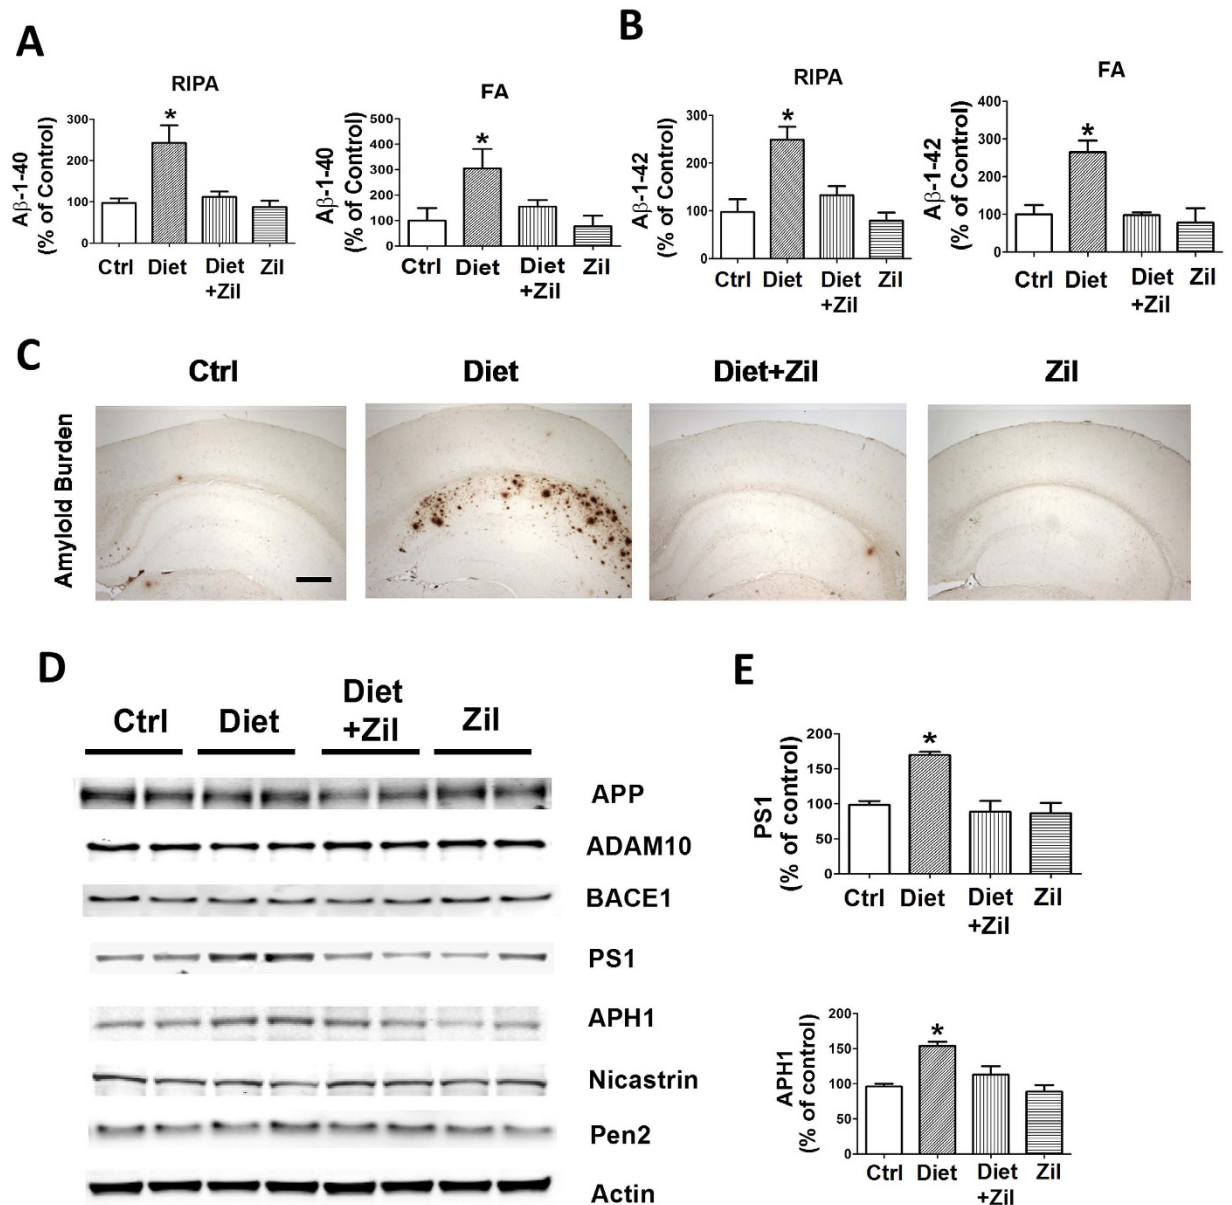 A
RIPA
Aβ-1-40
(% of Control)
300
200
100
0
*
Ctrl Diet Diet Zil
+Zil
FA
Aβ-1-40
(% of Control)
500
400
300
200
100
0
*
Ctrl Diet Diet Zil
+Zil
B
RIPA
Aβ-1-42
(% of Control)
300
200
100
0
*
Ctrl Diet Diet Zil
+Zil
FA
Aβ-1-42
(% of Control)
400
300
200
100
0
*
Ctrl Diet Diet Zil
+Zil
C
Ctrl Diet Diet+Zil Zil
Amyloid Burden
D
Ctrl Diet Diet Zil
+Zil
APP
ADAM10
BACE1
PS1
APH1
Nicastrin
Pen2
Actin
E
PS1
(% of control)
200
150
100
50
0
*
Ctrl Diet Diet Zil
+Zil
APH1
(% of control)
200
150
100
50
0
*
Ctrl Diet Diet Zil
+Zil